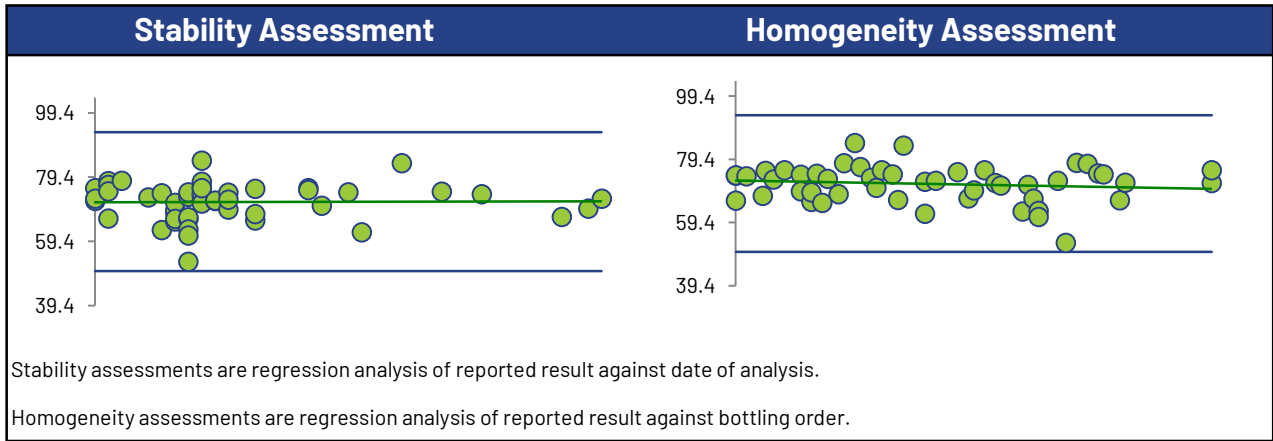 Stability Assessment
Homogeneity Assessment
99.4
79.4
59.4
39.4
99.4
79.4
59.4
39.4
Stability assessments are regression analysis of reported result against date of analysis.
Homogeneity assessments are regression analysis of reported result against bottling order.